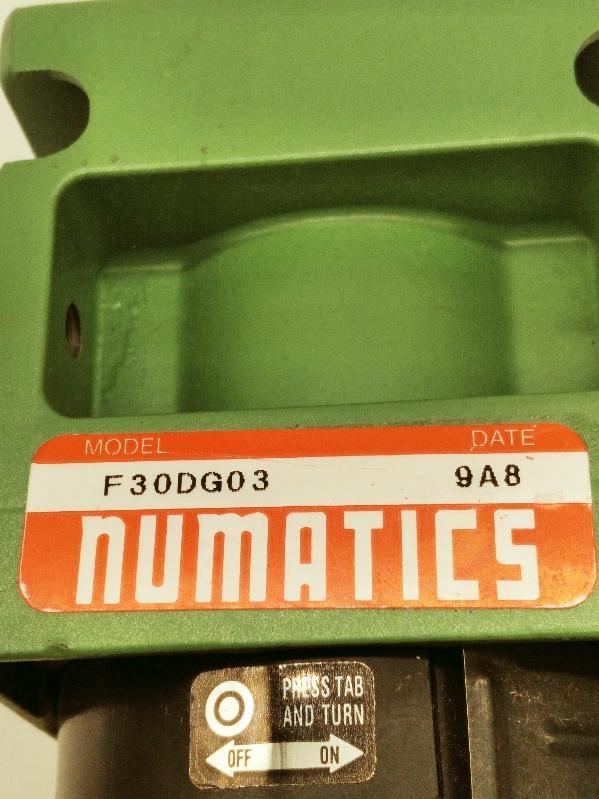 MODEL DATE
F30DG03 9A8
NUMATICS
PRESS TAB
AND TURN
OFF ON